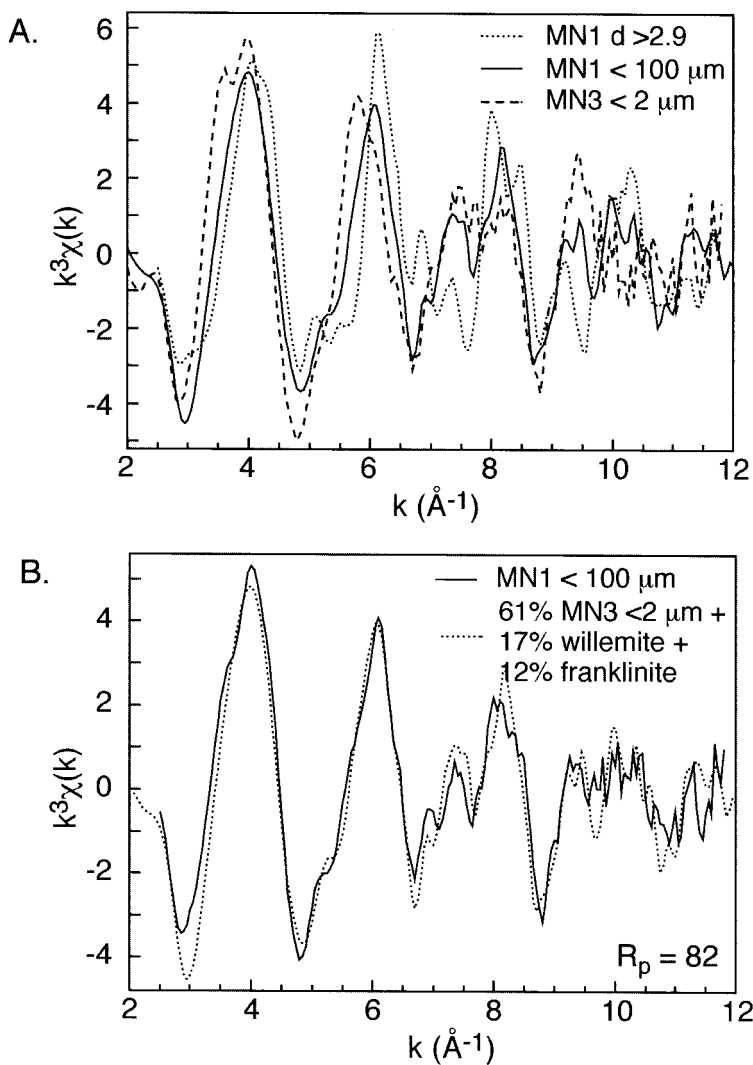 A.
MN1 d >2.9
MN1 < 100 μm
MN3 < 2 μm
6
4
2
0
-2
-4
k³χ(k)
2 4 6 8 10 12
k (Å⁻¹)
B.
MN1 < 100 μm
61% MN3 <2 μm +
17% willemite +
12% franklinite
4
2
0
-2
-4
k³χ(k)
Rₚ = 82
2 4 6 8 10 12
k (Å⁻¹)